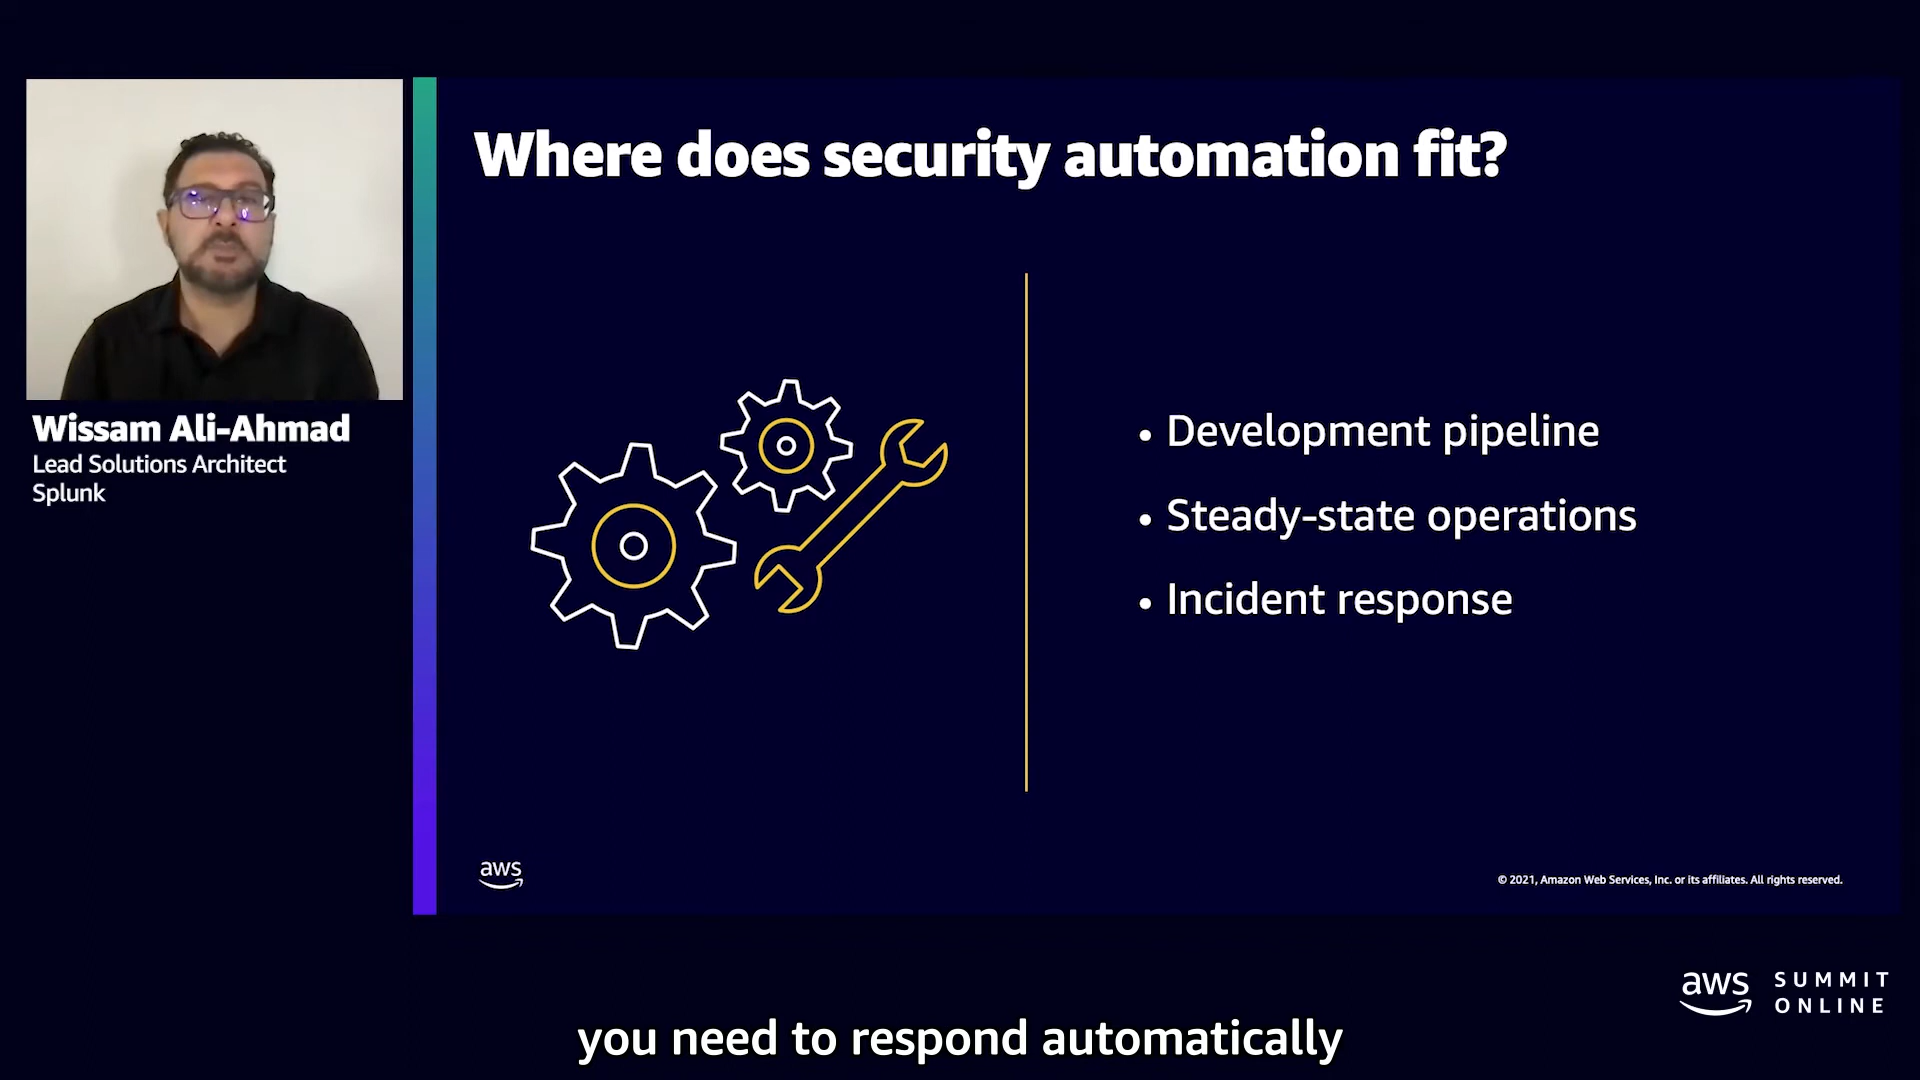 Where does security automation fit?
Wissam Ali-Ahmad
Lead Solutions Architect
Splunk
• Development pipeline
• Steady-state operations
• Incident response
aws
© 2021, Amazon Web Services, Inc. or its affiliates. All rights reserved.
aws SUMMIT
ONLINE
you need to respond automatically